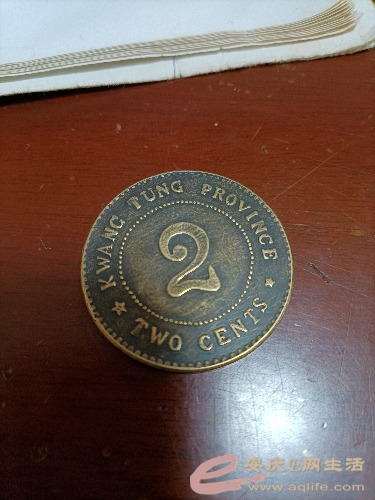 KWANG TUNG PROVINCE
2
TWO CENTS
安庆e网生活
www.aqlife.com